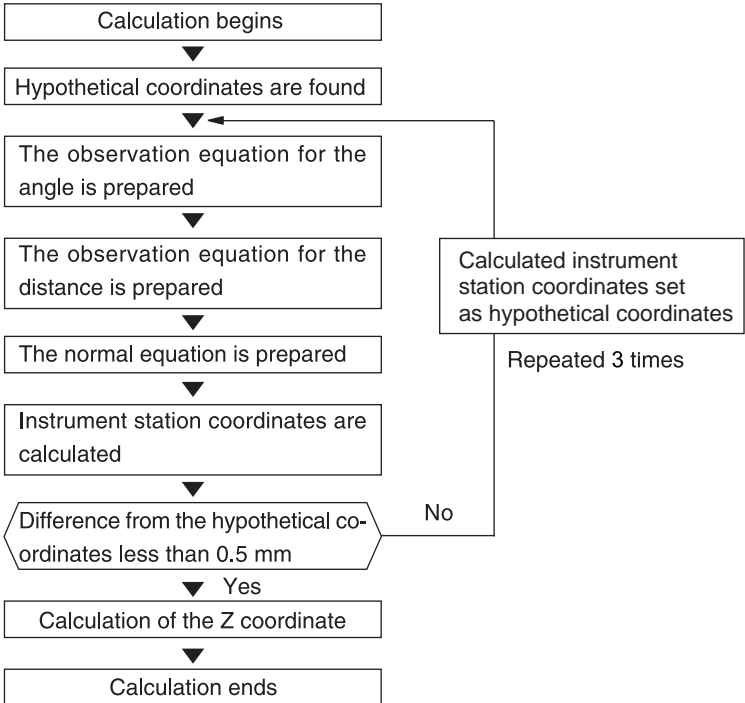 Calculation begins
Hypothetical coordinates are found
The observation equation for the
angle is prepared
The observation equation for the
distance is prepared
Calculated instrument
station coordinates set
as hypothetical coordinates
The normal equation is prepared
Repeated 3 times
Instrument station coordinates are
calculated
Difference from the hypothetical co-
ordinates less than 0.5 mm
No
Yes
Calculation of the Z coordinate
Calculation ends